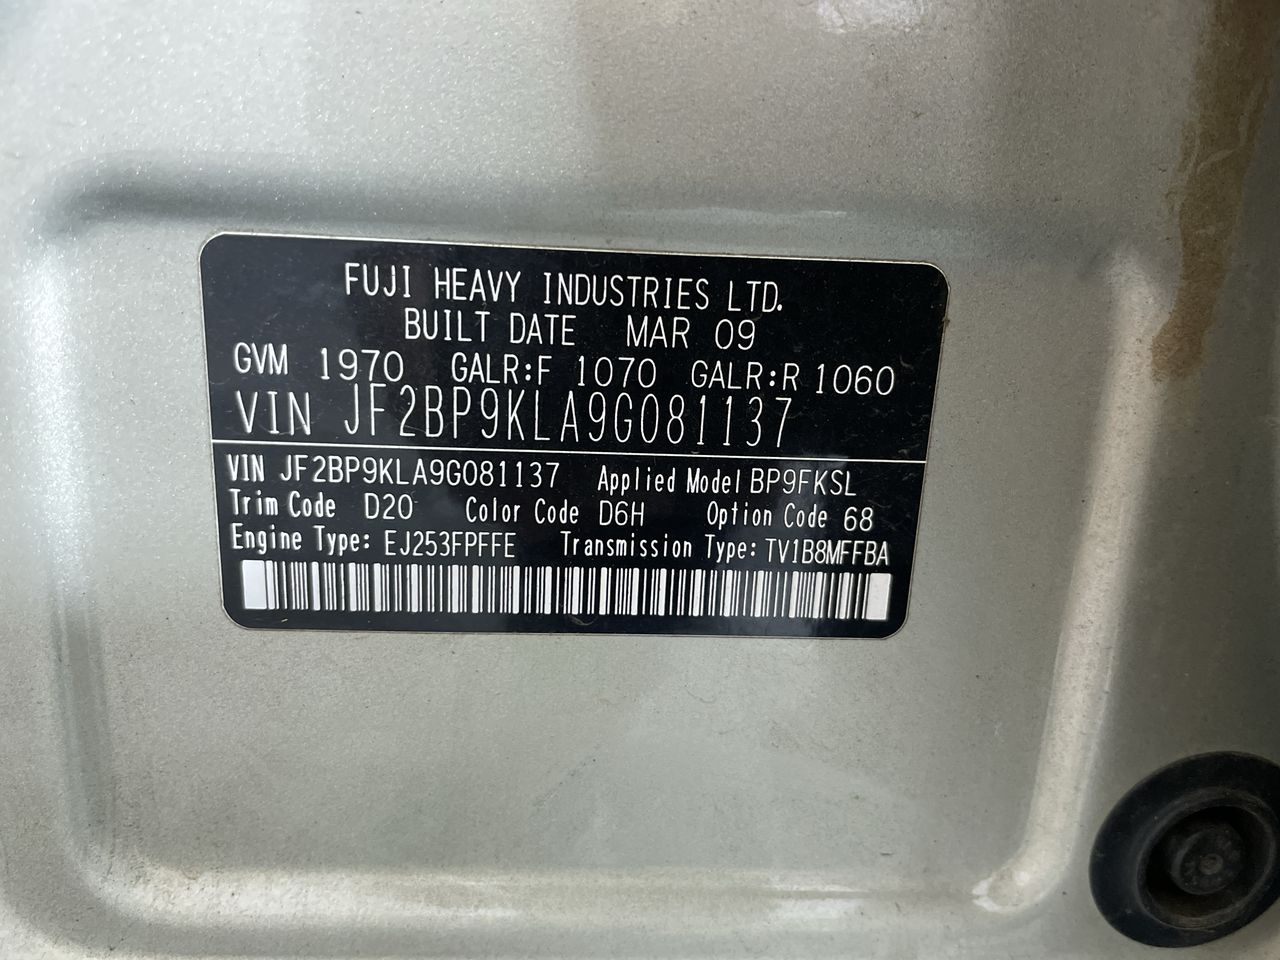 FUJI HEAVY INDUSTRIES LTD.
BUILT DATE MAR 09
GVM 1970 GALR:F 1070 GALR:R 1060
VIN JF2BP9KLA9G081137
VIN JF2BP9KLA9G081137 Applied Model BP9FKSL
Trim Code D20 Color Code D6H Option Code 68
Engine Type: EJ253FPFFE Transmission Type: TV1B8MFFBA